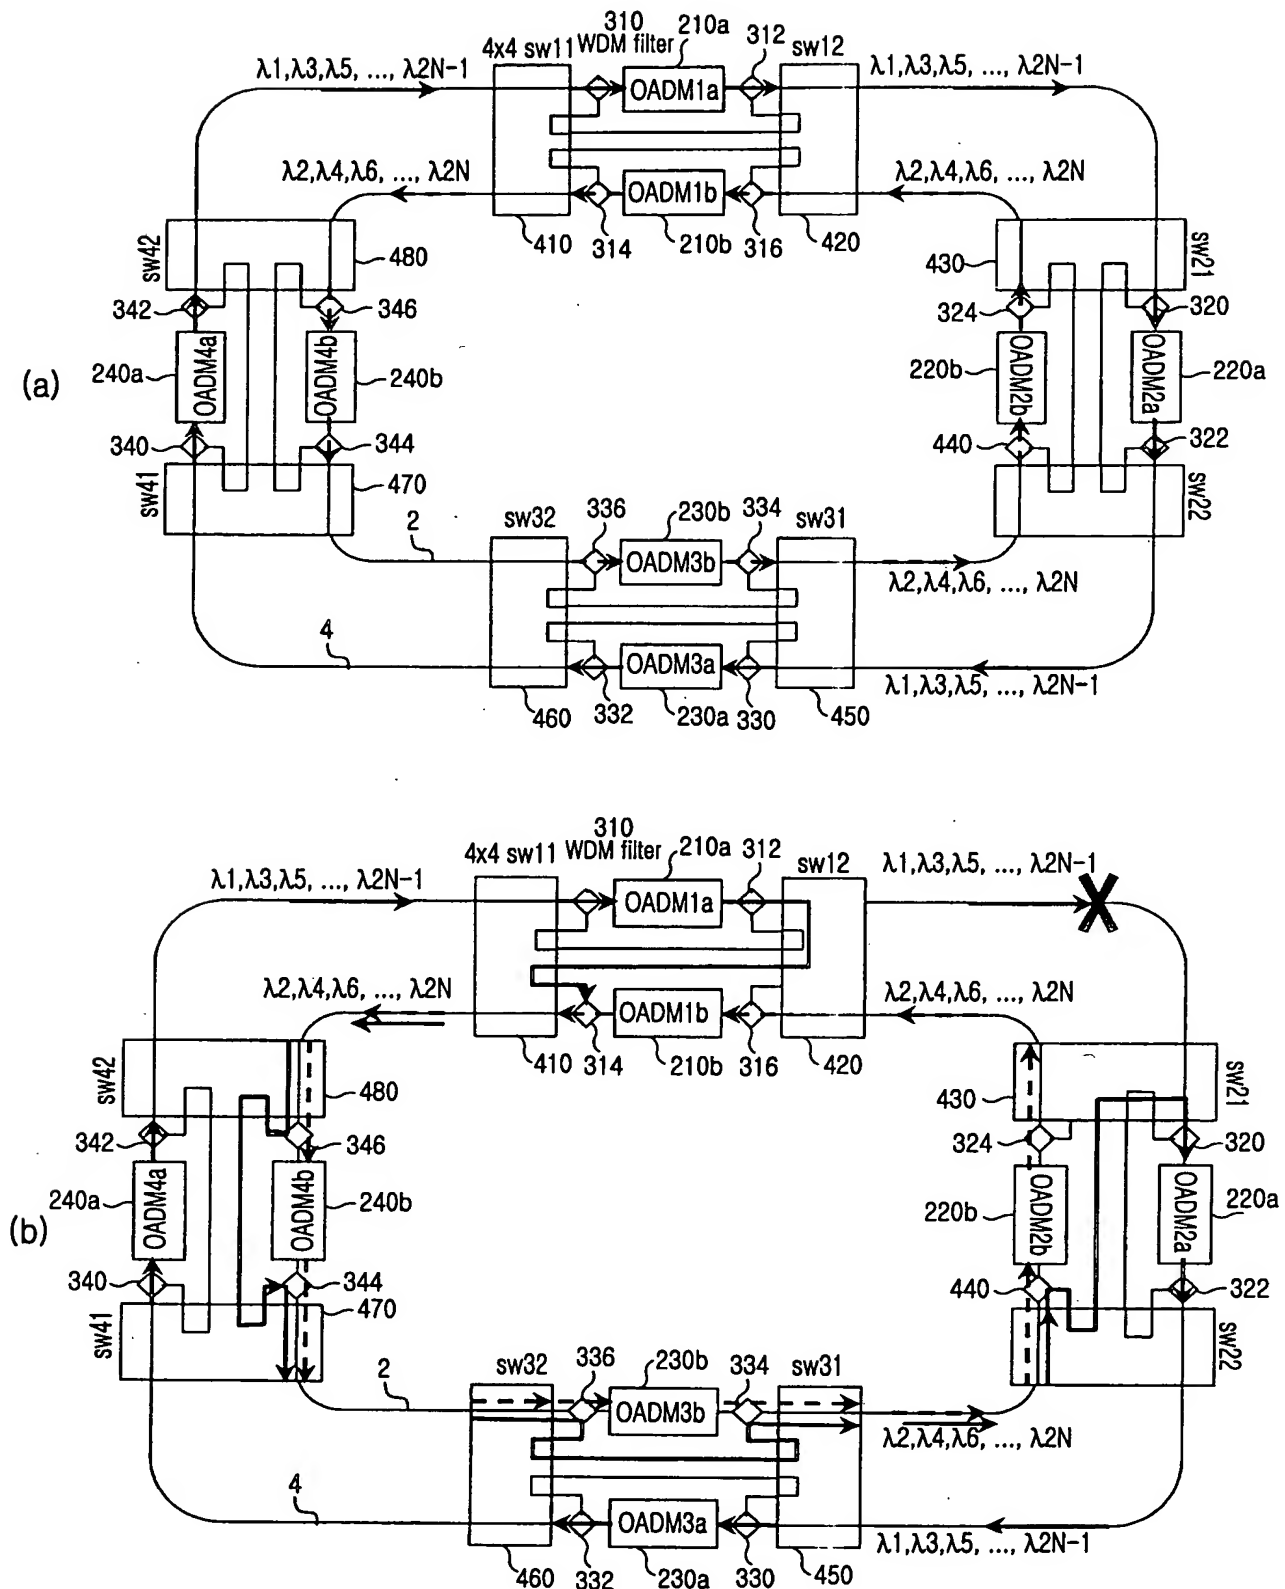 310
4x4 sw11 WDM filter 210a 312 sw12
λ1,λ3,λ5, ..., λ2N-1
OADM1a
λ1,λ3,λ5, ..., λ2N-1
λ2,λ4,λ6, ..., λ2N
OADM1b
λ2,λ4,λ6, ..., λ2N
410 314 210b 316 420
sw42 480 430 sw21
342 346 324 320
(a) 240a OADM4a OADM4b 240b 220b OADM2b OADM2a 220a
340 344 440 322
sw41 470 sw22
2 sw32 336 230b 334 sw31
OADM3b
λ2,λ4,λ6, ..., λ2N
4
OADM3a
λ1,λ3,λ5, ..., λ2N-1
460 332 230a 330 450
310
4x4 sw11 WDM filter 210a 312 sw12
λ1,λ3,λ5, ..., λ2N-1
λ1,λ3,λ5, ..., λ2N-1
OADM1a
λ2,λ4,λ6, ..., λ2N
OADM1b
λ2,λ4,λ6, ..., λ2N
410 314 210b 316 420
sw42 480 430 sw21
342 346 324 320
(b) 240a OADM4a OADM4b 240b 220b OADM2b OADM2a 220a
340 344 440 322
sw41 470 sw22
2 sw32 336 230b 334 sw31
OADM3b
λ2,λ4,λ6, ..., λ2N
4
OADM3a
λ1,λ3,λ5, ..., λ2N-1
460 332 230a 330 450